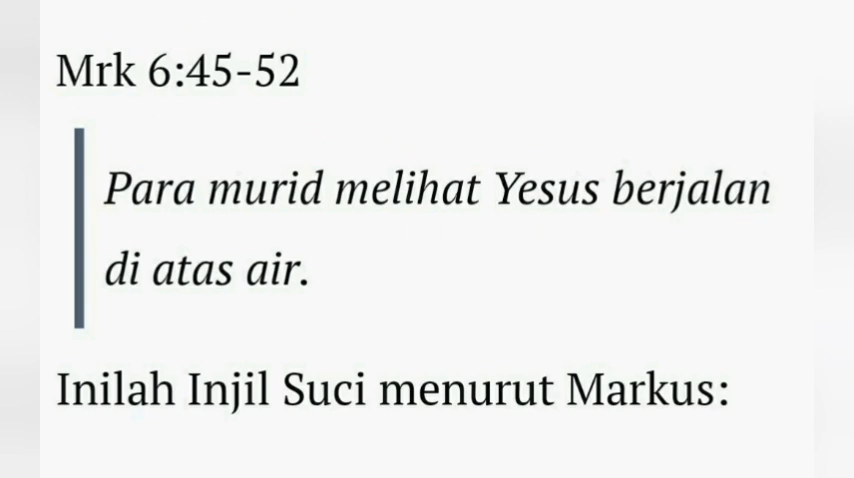 Mrk 6:45-52
Para murid melihat Yesus berjalan
di atas air.
Inilah Injil Suci menurut Markus: